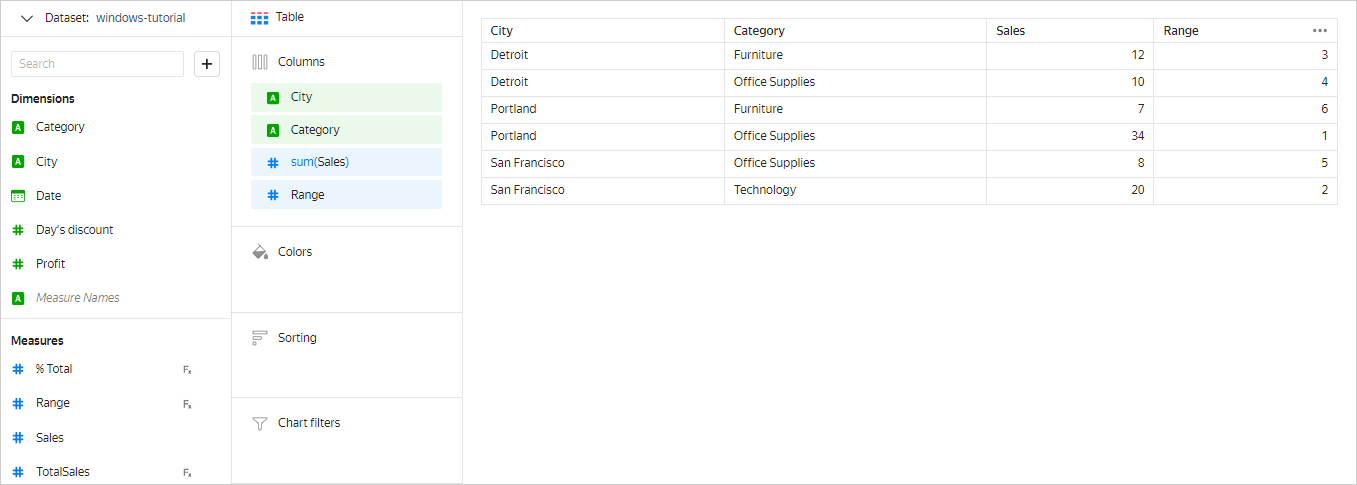 Dataset: windows-tutorial
Search
Dimensions
A Category
A City
Date
# Day's discount
# Profit
A Measure Names
Measures
# % Total Fx
# Range Fx
# Sales
# TotalSales Fx
Table
Columns
A City
A Category
# sum(Sales)
# Range
Colors
Sorting
Chart filters
City Category Sales Range
Detroit Furniture 12 3
Detroit Office Supplies 10 4
Portland Furniture 7 6
Portland Office Supplies 34 1
San Francisco Office Supplies 8 5
San Francisco Technology 20 2